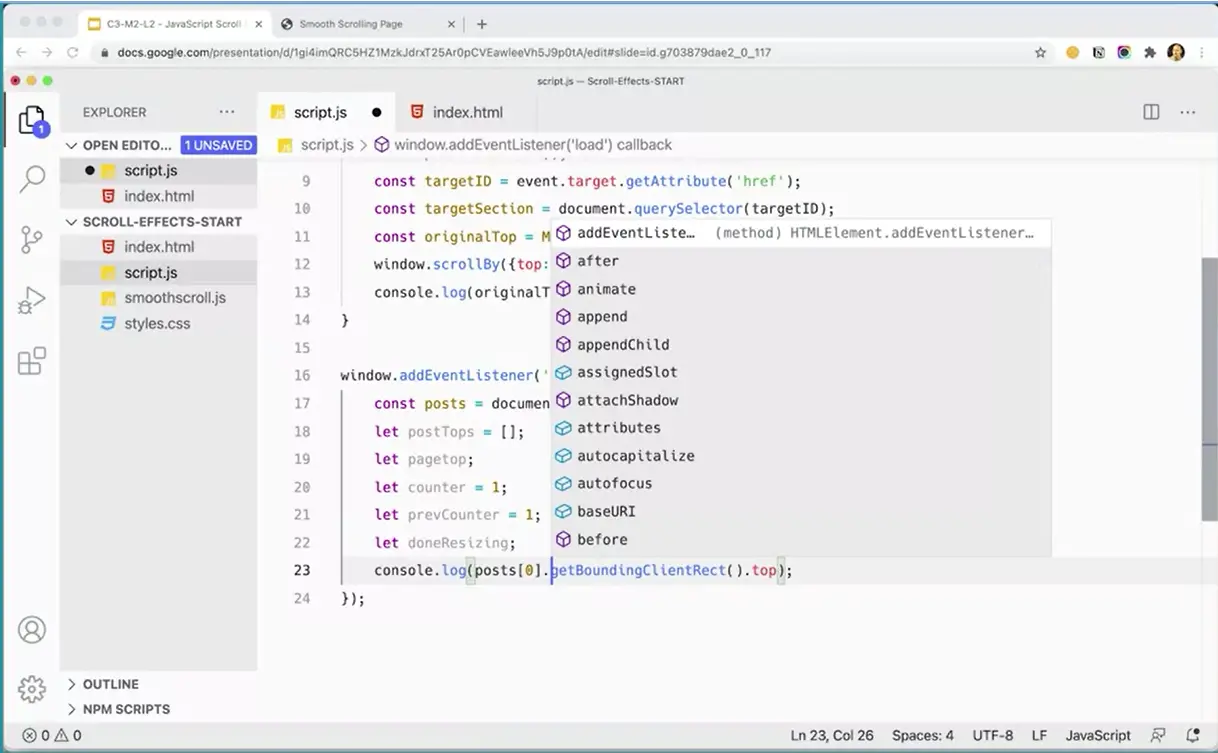 C3-M2-L2 - JavaScript Scroll
Smooth Scrolling Page
docs.google.com/presentation/d/1gi4imQRC5HZ1MzkJdrxT25Ar0pCVEawleeVh5J9p0tA/edit#slide=id.g703879dae2_0_117
script.js — Scroll-Effects-START
1
EXPLORER
OPEN EDITO... 1 UNSAVED
script.js
index.html
SCROLL-EFFECTS-START
index.html
script.js
smoothscroll.js
styles.css
OUTLINE
NPM SCRIPTS
script.js
index.html
script.js > window.addEventListener('load') callback
9 const targetID = event.target.getAttribute('href');
10 const targetSection = document.querySelector(targetID);
11 const originalTop = M
12 window.scrollBy({top:
13 console.log(originalT
14 }
15
16 window.addEventListener('
17 const posts = documen
18 let postTops = [];
19 let pagetop;
20 let counter = 1;
21 let prevCounter = 1;
22 let doneResizing;
23 console.log(posts[0].getBoundingClientRect().top);
24 });
addEventListe… (method) HTMLElement.addEventListener…
after
animate
append
appendChild
assignedSlot
attachShadow
attributes
autocapitalize
autofocus
baseURI
before
0 0
Ln 23, Col 26 Spaces: 4 UTF-8 LF JavaScript